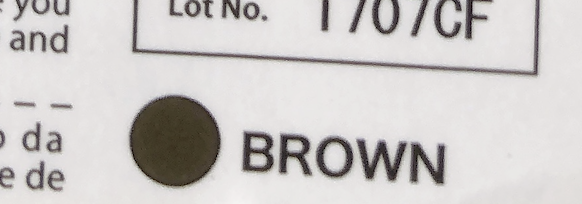 you
Lot No. 1707CF
and
da
e de
BROWN